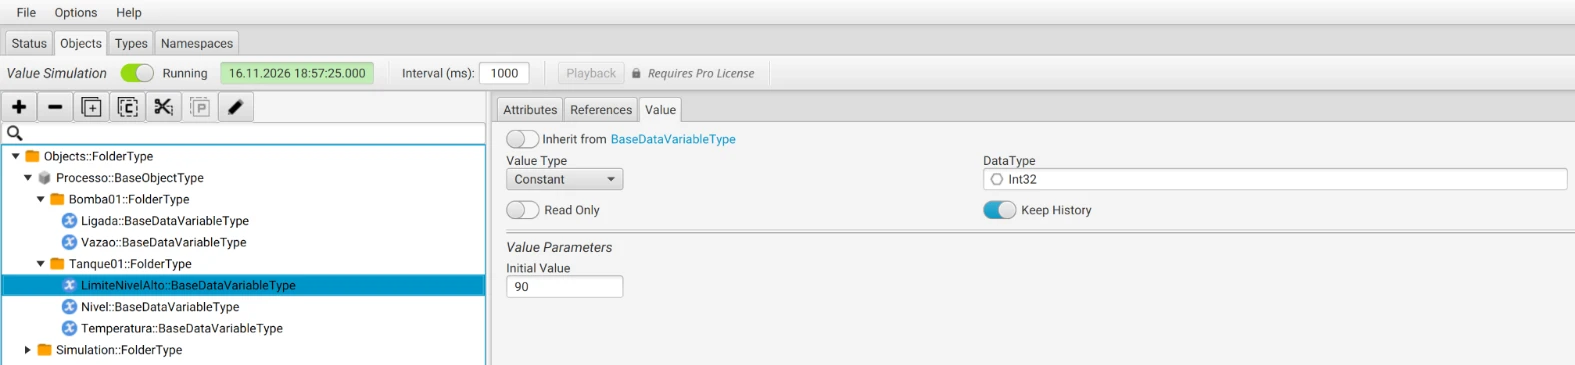 File Options Help
Status Objects Types Namespaces
Value Simulation Running 16.11.2026 18:57:25.000 Interval (ms): 1000 Playback Requires Pro License
C P
Attributes References Value
Inherit from BaseDataVariableType
Value Type DataType
Constant Int32
Read Only Keep History
Value Parameters
Initial Value
90
Objects::FolderType
Processo::BaseObjectType
Bomba01::FolderType
Ligada::BaseDataVariableType
Vazao::BaseDataVariableType
Tanque01::FolderType
LimiteNivelAlto::BaseDataVariableType
Nivel::BaseDataVariableType
Temperatura::BaseDataVariableType
Simulation::FolderType